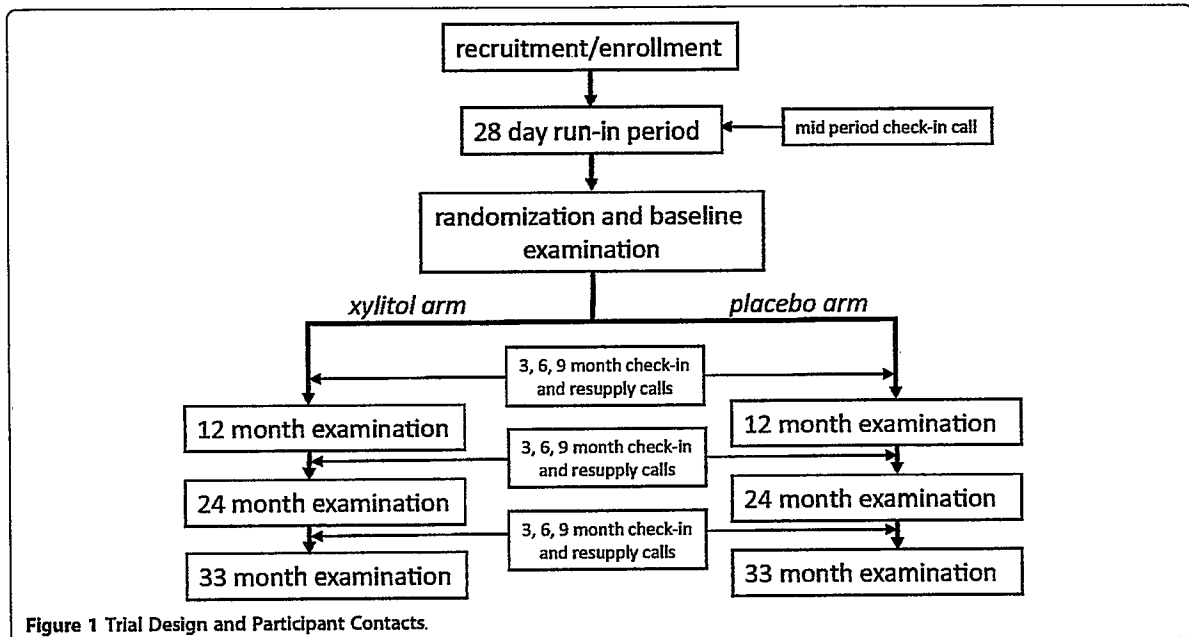 recruitment/enrollment
28 day run-in period
mid period check-in call
randomization and baseline
examination
xylitol arm
placebo arm
3, 6, 9 month check-in
and resupply calls
12 month examination
12 month examination
3, 6, 9 month check-in
and resupply calls
24 month examination
24 month examination
3, 6, 9 month check-in
and resupply calls
33 month examination
33 month examination
Figure 1 Trial Design and Participant Contacts.